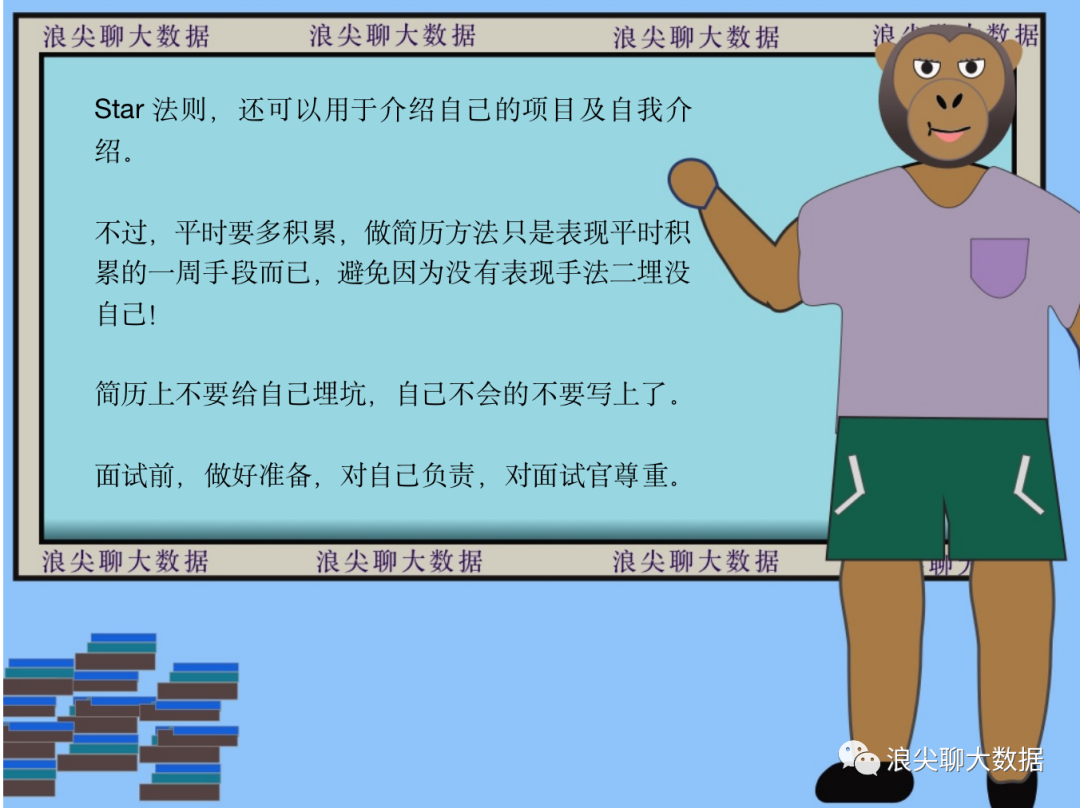 浪尖聊大数据 浪尖聊大数据 浪尖聊大数据 浪 数据
Star 法则，还可以用于介绍自己的项目及自我介
绍。
不过，平时要多积累，做简历方法只是表现平时积
累的一周手段而已，避免因为没有表现手法二埋没
自己！
简历上不要给自己埋坑，自己不会的不要写上了。
面试前，做好准备，对自己负责，对面试官尊重。
浪尖聊大数据 浪尖聊大数据 浪尖聊大数据 聊
浪尖聊大数据